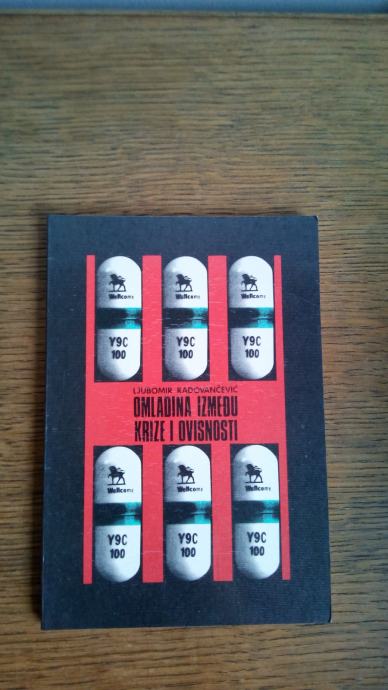 Wellcome Wellcome Wellcome
Y9C Y9C Y9C
100 100 100
LJUBOMIR RADOVANČEVIĆ
OMLADINA IZMEĐU
KRIZE I OVISNOSTI
Wellcome Wellcome Wellcome
Y9C Y9C Y9C
100 100 100